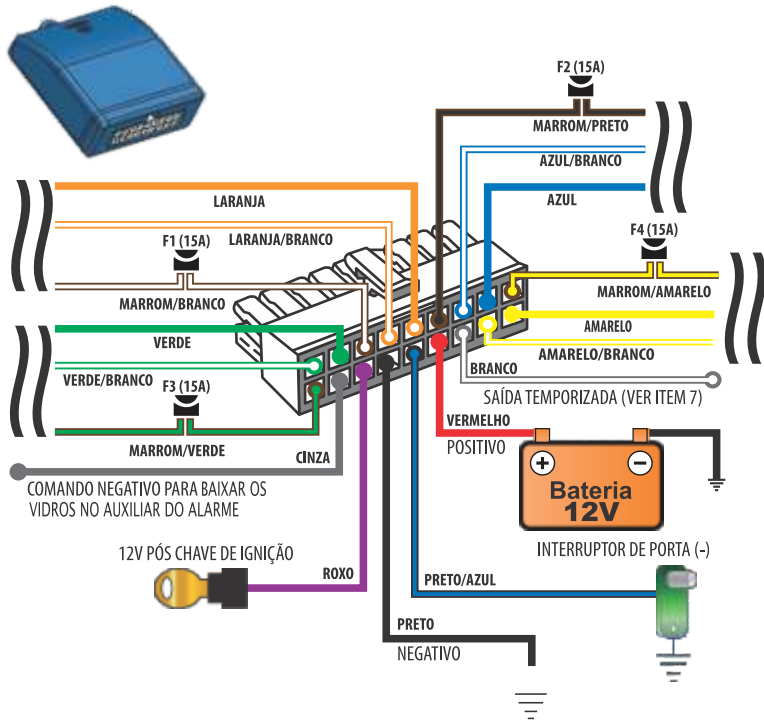 F2 (15A)
MARROM/PRETO
AZUL/BRANCO
AZUL
LARANJA
LARANJA/BRANCO
F1 (15A)
MARROM/BRANCO
F4 (15A)
MARROM/AMARELO
VERDE
AMARELO
AMARELO/BRANCO
VERDE/BRANCO
BRANCO
F3 (15A)
SAÍDA TEMPORIZADA (VER ITEM 7)
VERMELHO
POSITIVO
MARROM/VERDE
CINZA
COMANDO NEGATIVO PARA BAIXAR OS
VIDROS NO AUXILIAR DO ALARME
+
−
Bateria
12V
12V PÓS CHAVE DE IGNIÇÃO
INTERRUPTOR DE PORTA (-)
ROXO
PRETO/AZUL
PRETO
NEGATIVO